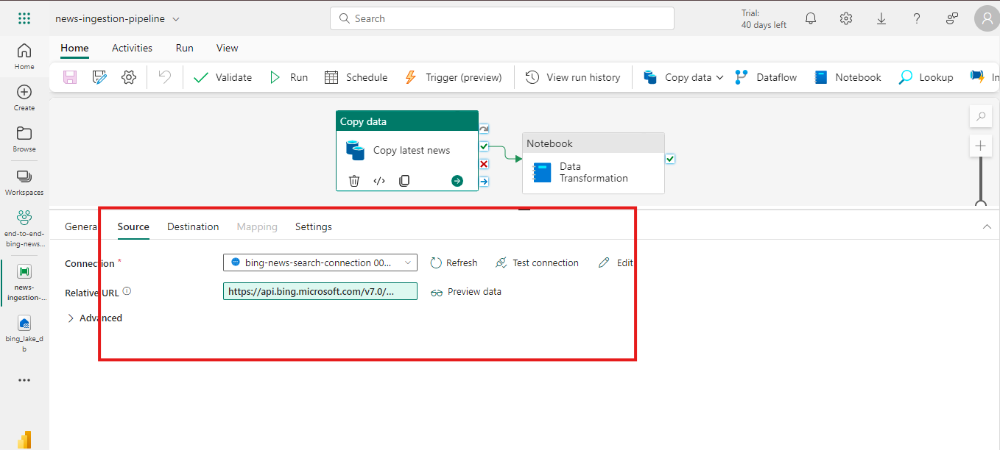 news-ingestion-pipeline
Search
Trial:
40 days left
Home
Activities
Run
View
Validate
Run
Schedule
Trigger (preview)
View run history
Copy data
Dataflow
Notebook
Lookup
In
Home
Create
Browse
Workspaces
end-to-end-
bing-news...
news-
ingestion-...
bing_lake_d
b
Copy data
Copy latest news
Notebook
Data
Transformation
Genera
Source
Destination
Mapping
Settings
Connection *
bing-news-search-connection 00...
Refresh
Test connection
Edit
Relative URL
https://api.bing.microsoft.com/v7.0/...
Preview data
Advanced